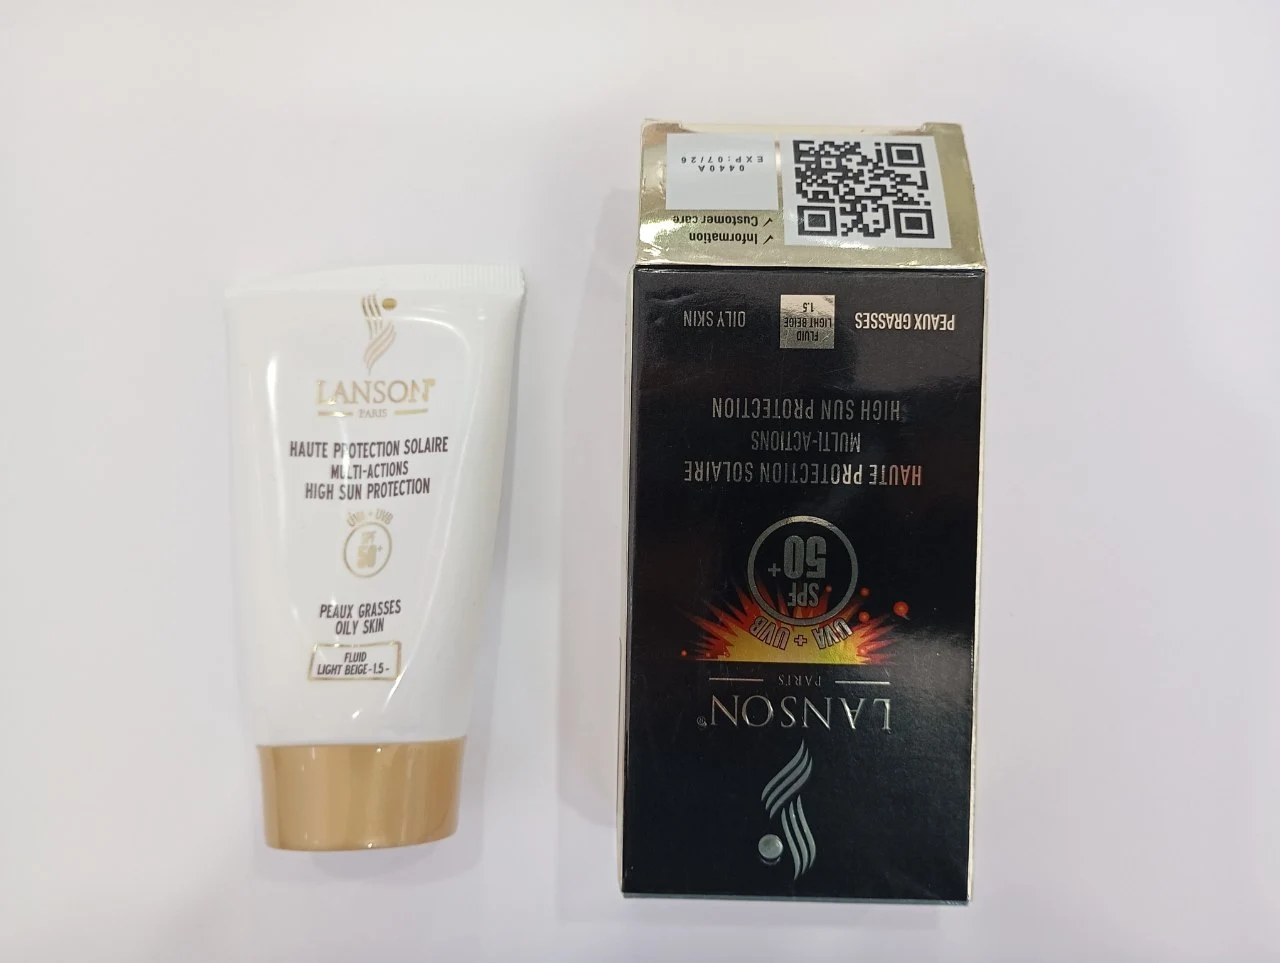 LANSON
PARIS
HAUTE PROTECTION SOLAIRE
MULTI-ACTIONS
HIGH SUN PROTECTION
UVA + UVB
SPF
50+
PEAUX GRASSES
OILY SKIN
FLUID
LIGHT BEIGE -1.5-
LANSON®
PARIS
UVA + UVB
SPF
50+
HAUTE PROTECTION SOLAIRE
MULTI-ACTIONS
HIGH SUN PROTECTION
PEAUX GRASSES
FLUID
LIGHT BEIGE
1.5
OILY SKIN
✓ Information
✓ Customer care
0440A
EXP:07/26